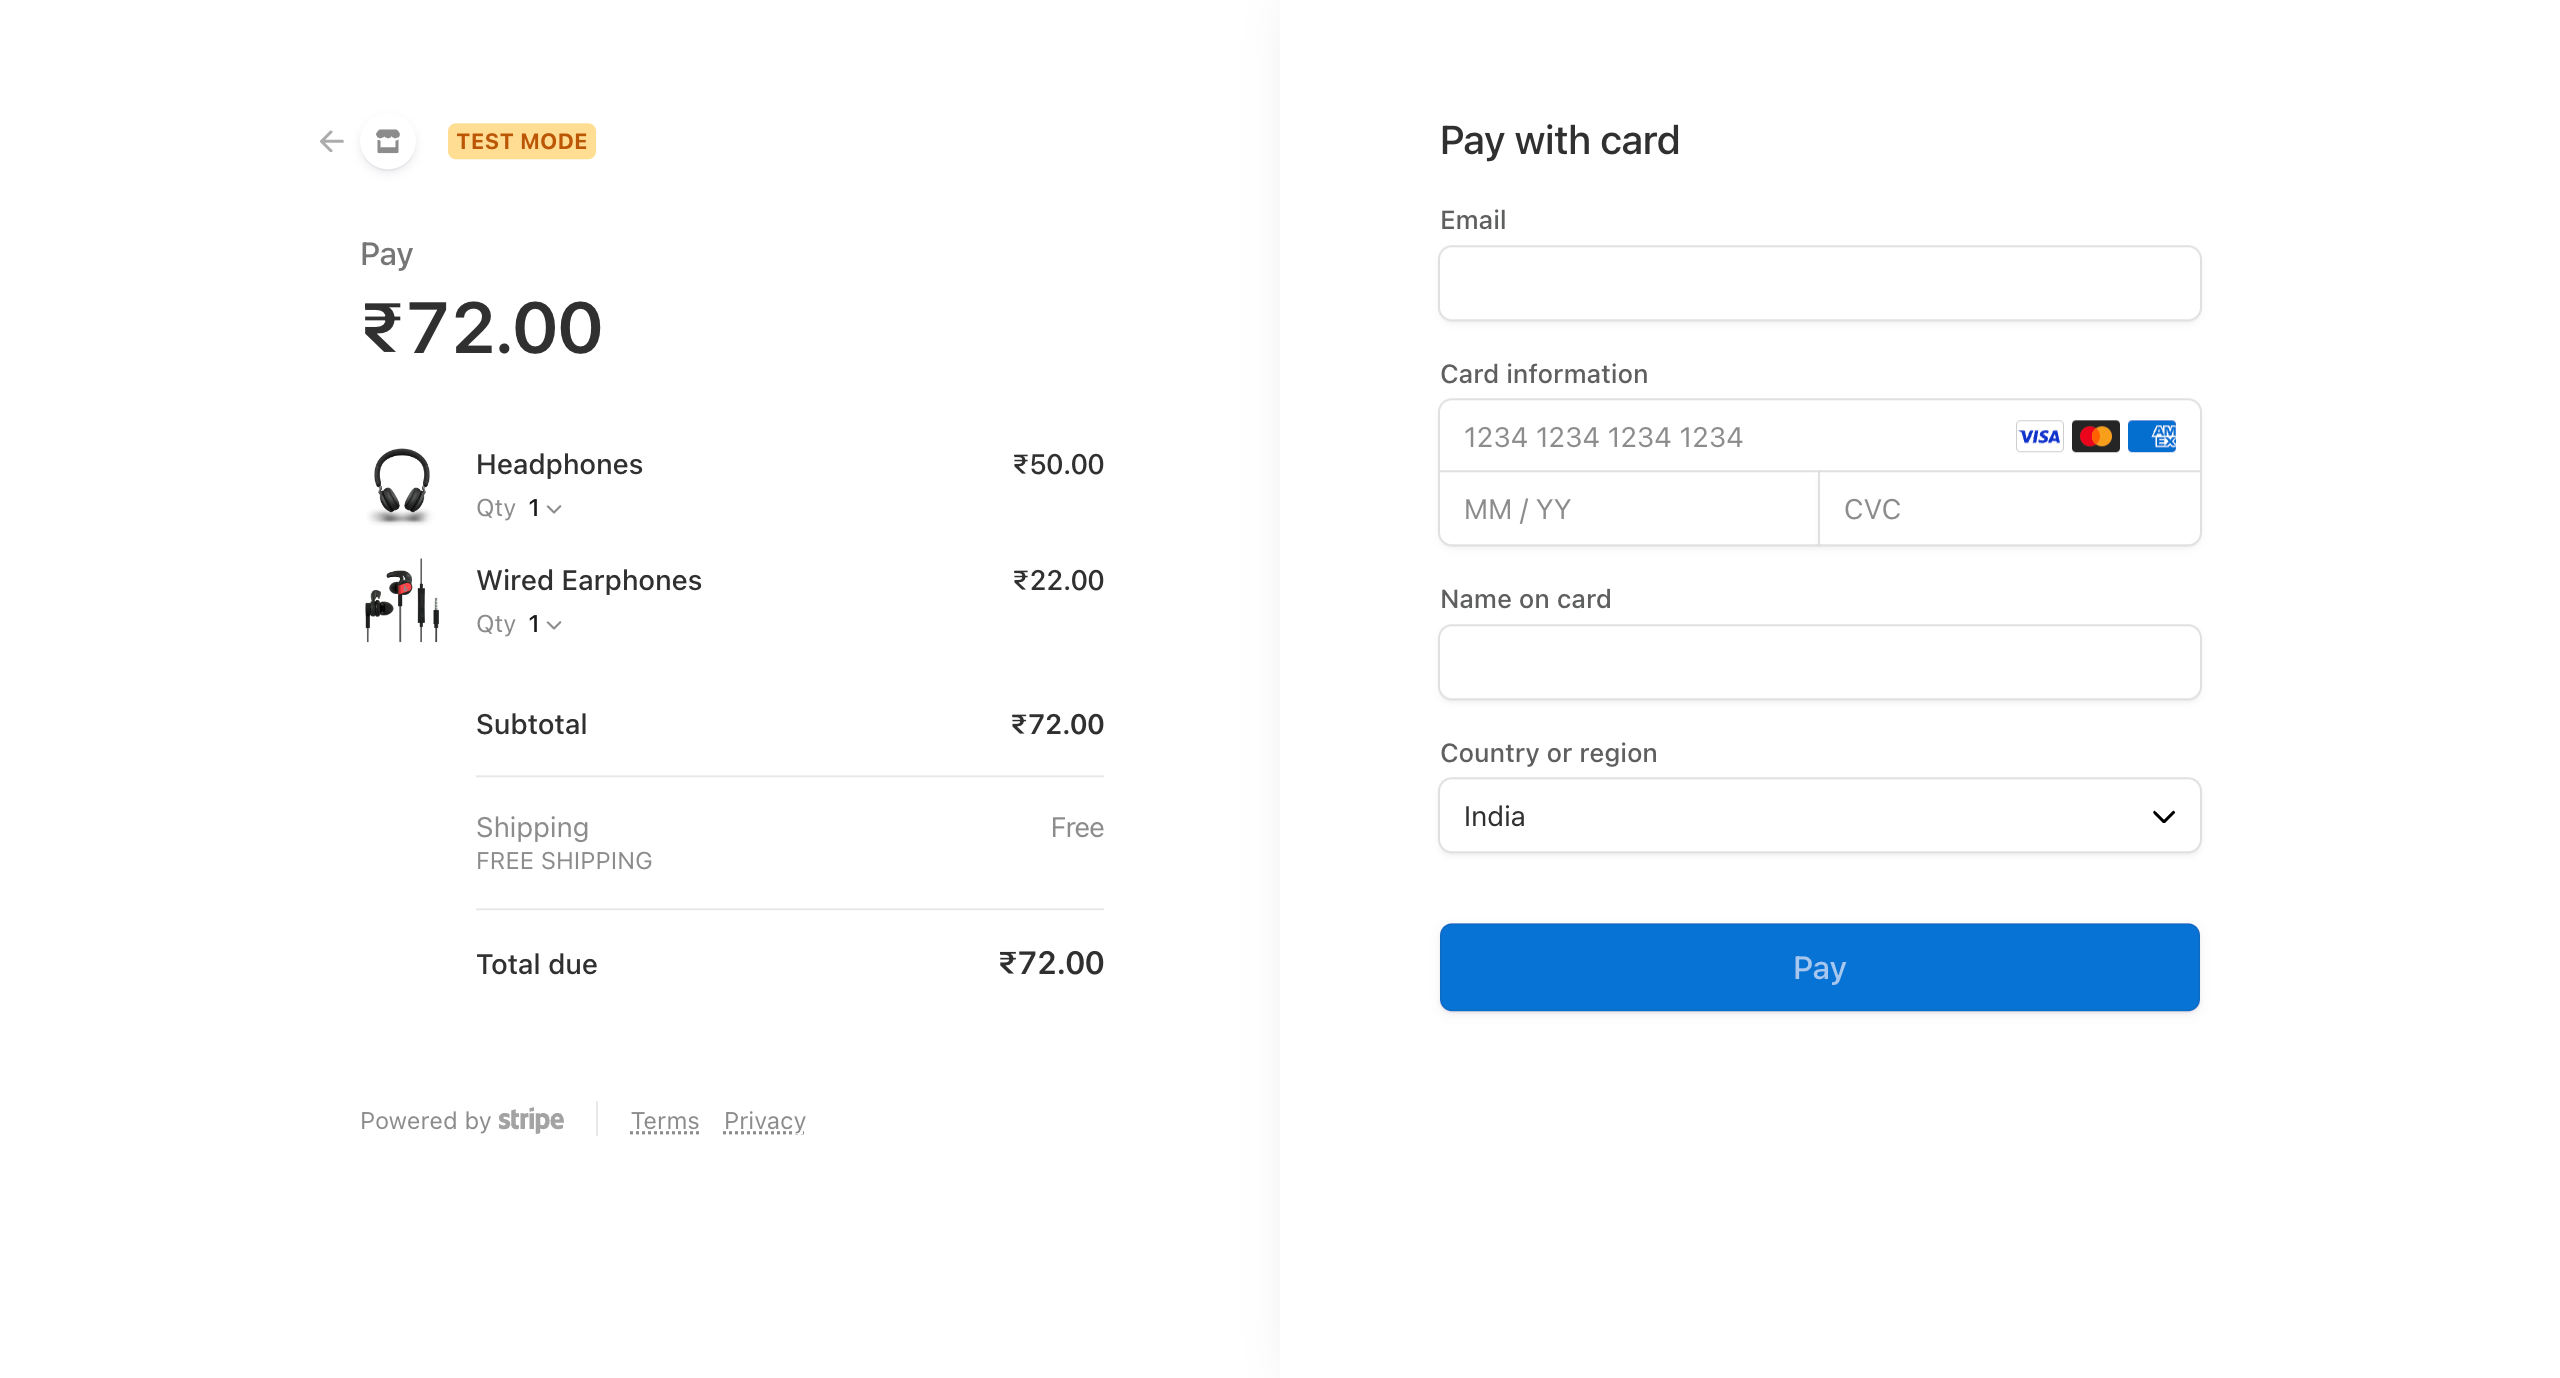 TEST MODE
Pay
₹72.00
Headphones ₹50.00
Qty 1
Wired Earphones ₹22.00
Qty 1
Subtotal ₹72.00
Shipping Free
FREE SHIPPING
Total due ₹72.00
Powered by stripe Terms Privacy
Pay with card
Email
Card information
1234 1234 1234 1234 VISA AM EX
MM / YY CVC
Name on card
Country or region
India
Pay